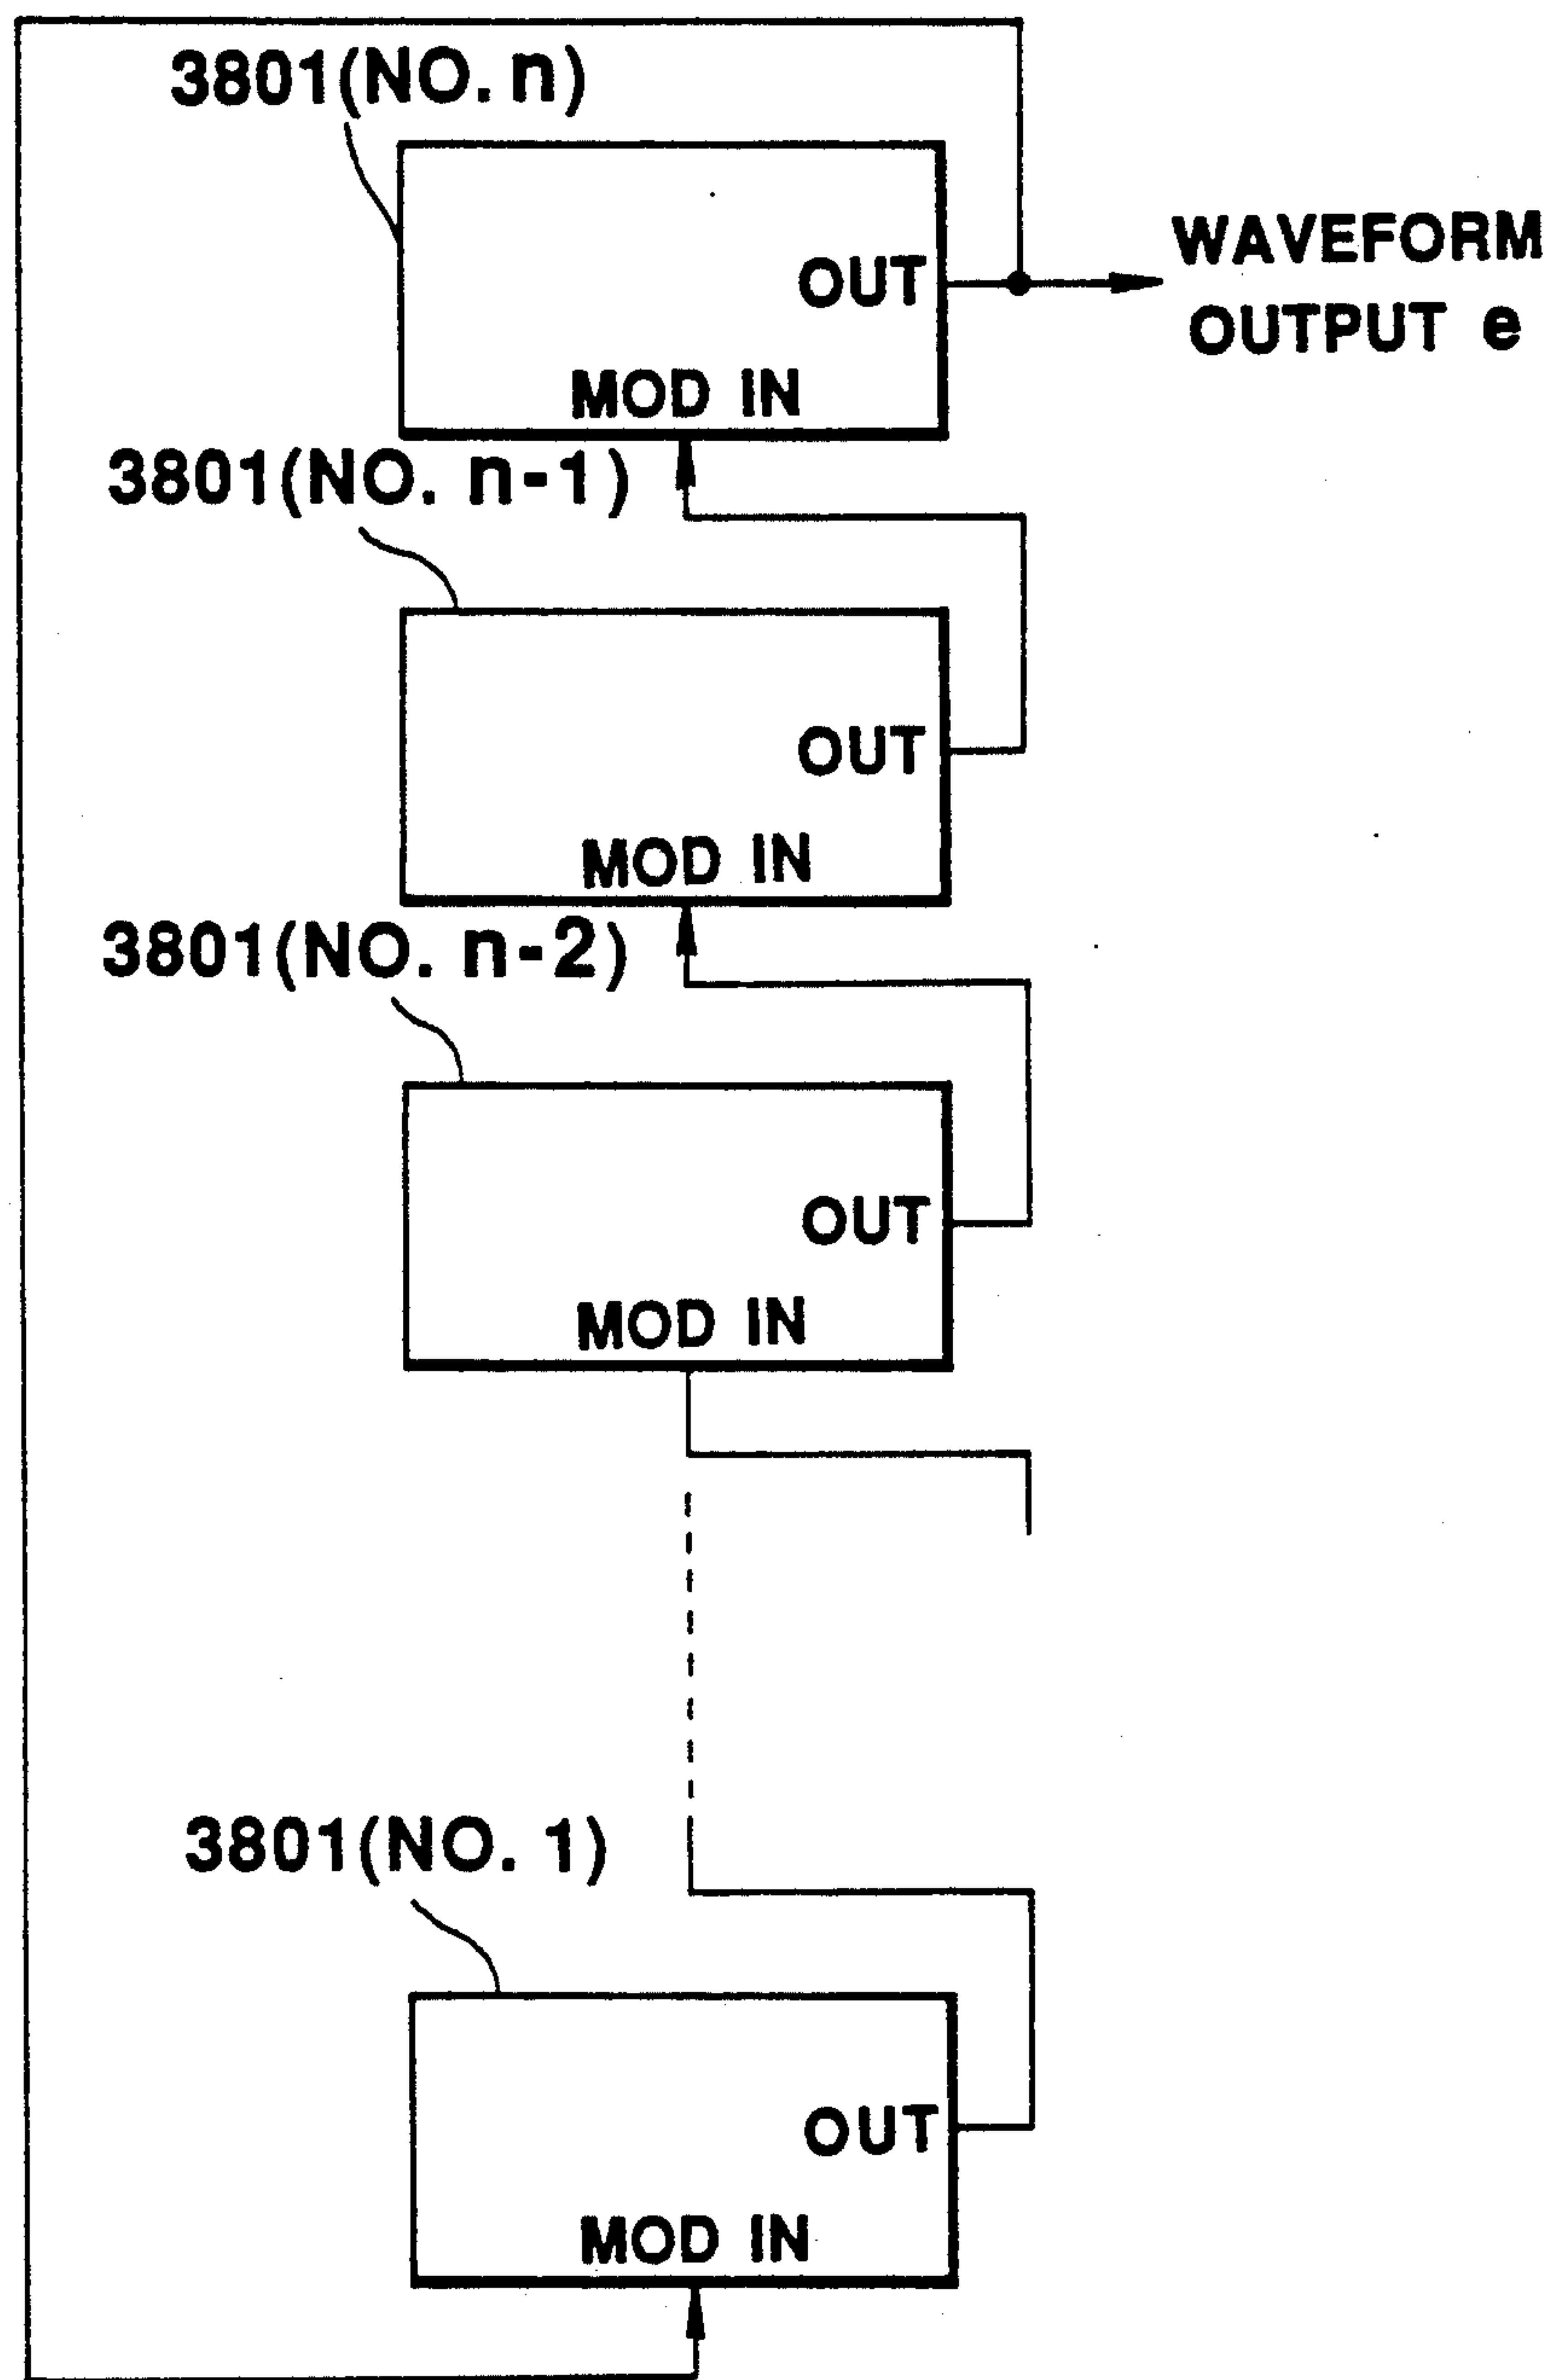 3801(NO. n)
WAVEFORM
OUTPUT e
OUT
MOD IN
3801(NO. n-1)
OUT
MOD IN
3801(NO. n-2)
OUT
MOD IN
3801(NO. 1)
OUT
MOD IN